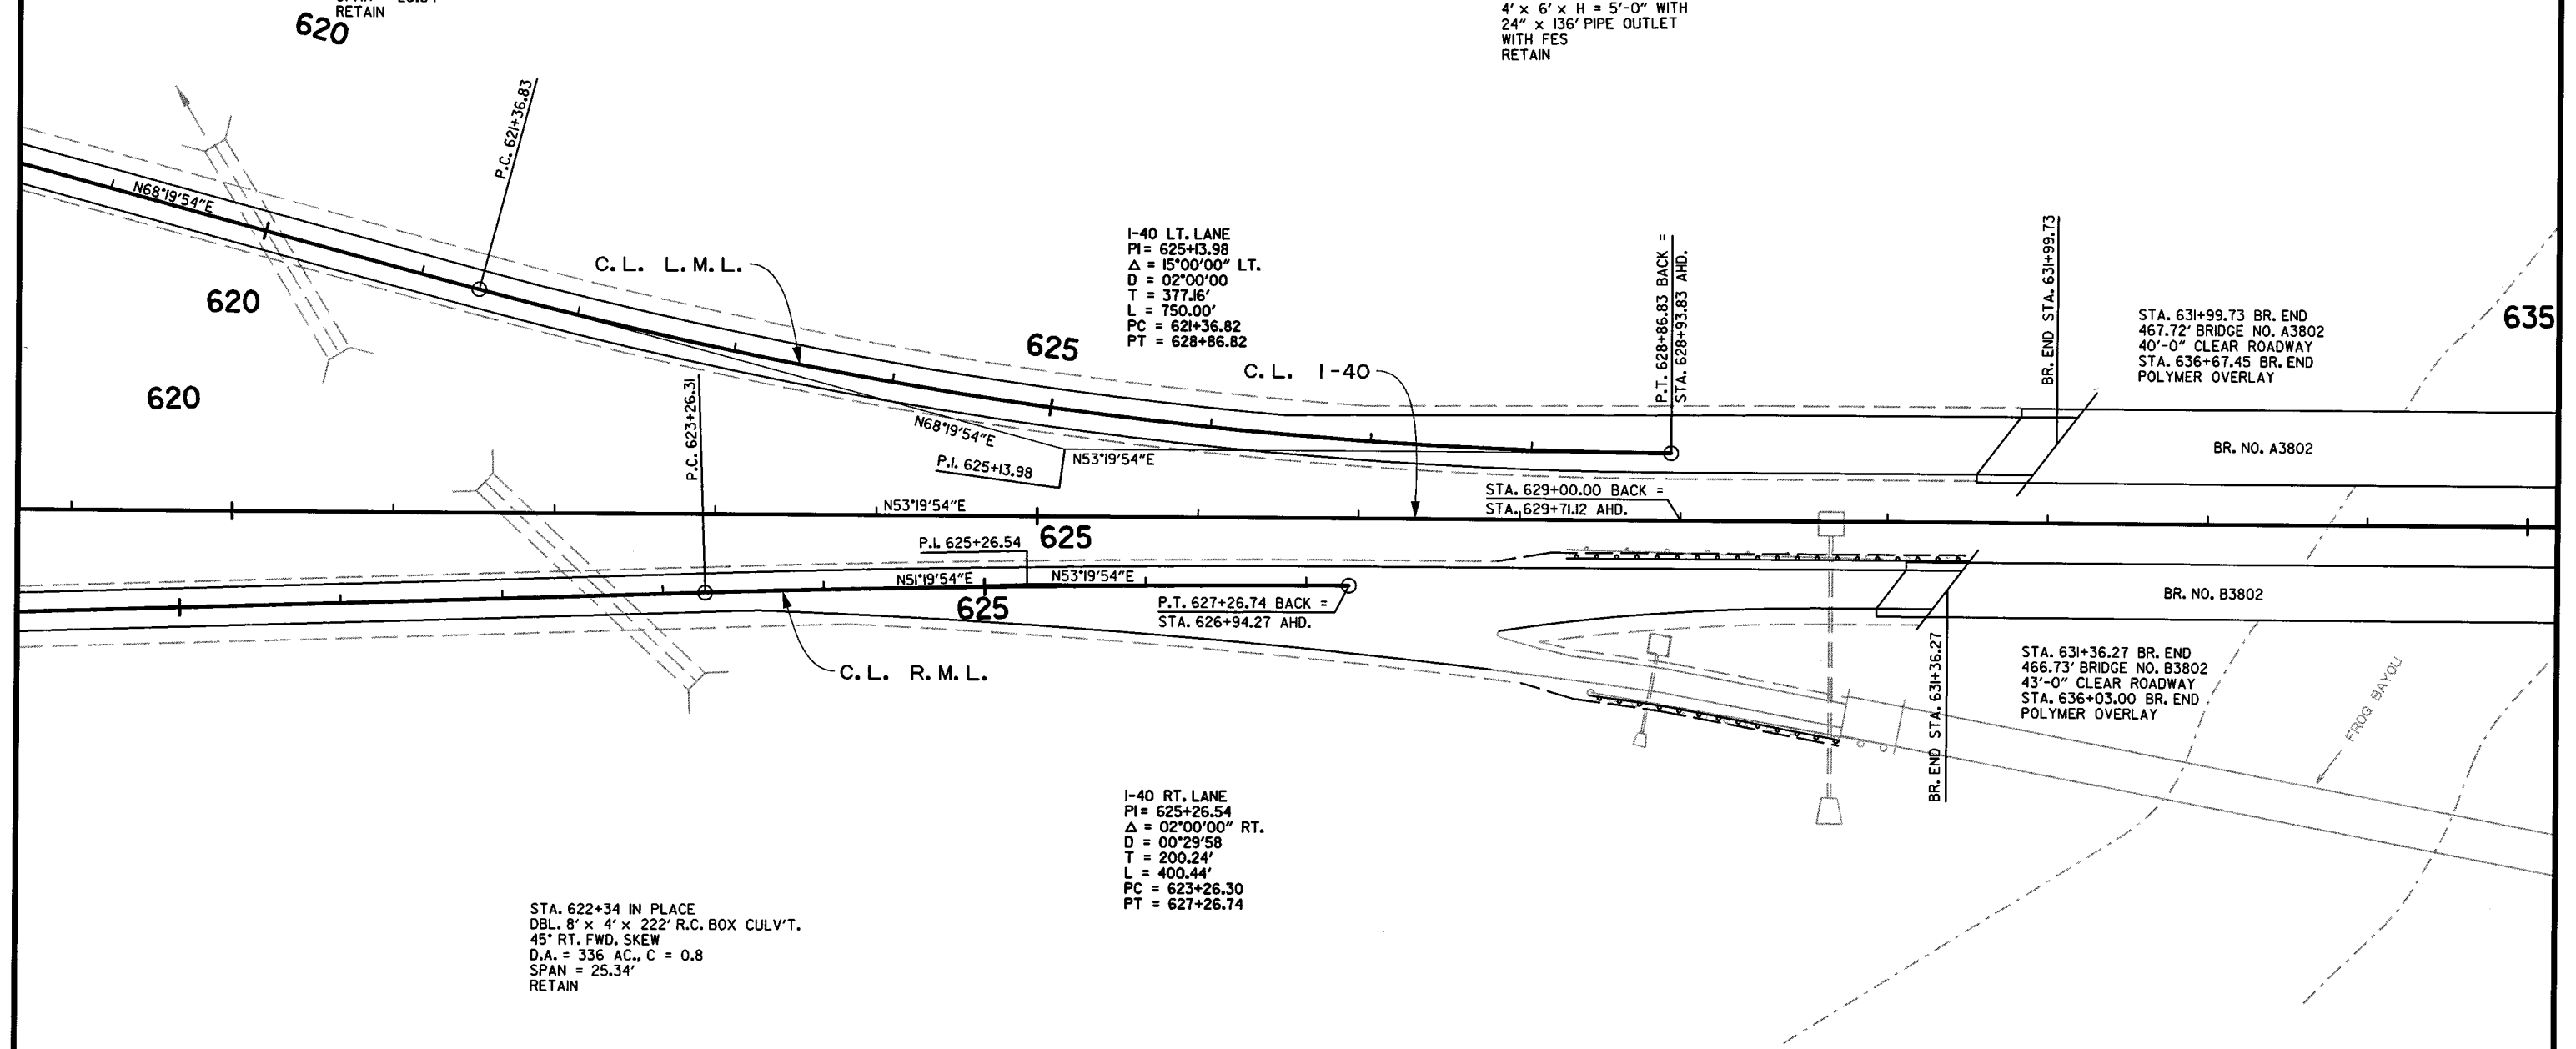 RETAIN
620
4' x 6' x H = 5'-0" WITH
24" x 136' PIPE OUTLET
WITH FES
RETAIN
P.C. 621+36.83
N68°19'54"E
C.L. L.M.L.
620
620
I-40 LT. LANE
PI= 625+13.98
Δ = 15°00'00" LT.
D = 02°00'00
T = 377.16'
L = 750.00'
PC = 621+36.82
PT = 628+86.82
625
C.L. I-40
P.T. 628+86.83 BACK =
STA. 628+93.83 AHD.
BR. END STA. 631+99.73
STA. 631+99.73 BR. END
467.72' BRIDGE NO. A3802
40'-0" CLEAR ROADWAY
STA. 636+67.45 BR. END
POLYMER OVERLAY
635
P.C. 623+26.31
N68°19'54"E
P.I. 625+13.98
N53°19'54"E
BR. NO. A3802
N53°19'54"E
STA. 629+00.00 BACK =
STA. 629+71.12 AHD.
P.I. 625+26.54
625
N51°19'54"E
N53°19'54"E
625
P.T. 627+26.74 BACK =
STA. 626+94.27 AHD.
BR. NO. B3802
C.L. R.M.L.
BR. END STA. 631+36.27
STA. 631+36.27 BR. END
466.73' BRIDGE NO. B3802
43'-0" CLEAR ROADWAY
STA. 636+03.00 BR. END
POLYMER OVERLAY
FROG BAYOU
I-40 RT. LANE
PI= 625+26.54
Δ = 02°00'00" RT.
D = 00°29'58
T = 200.24'
L = 400.44'
PC = 623+26.30
PT = 627+26.74
STA. 622+34 IN PLACE
DBL. 8' x 4' x 222' R.C. BOX CULV'T.
45° RT. FWD. SKEW
D.A. = 336 AC., C = 0.8
SPAN = 25.34'
RETAIN